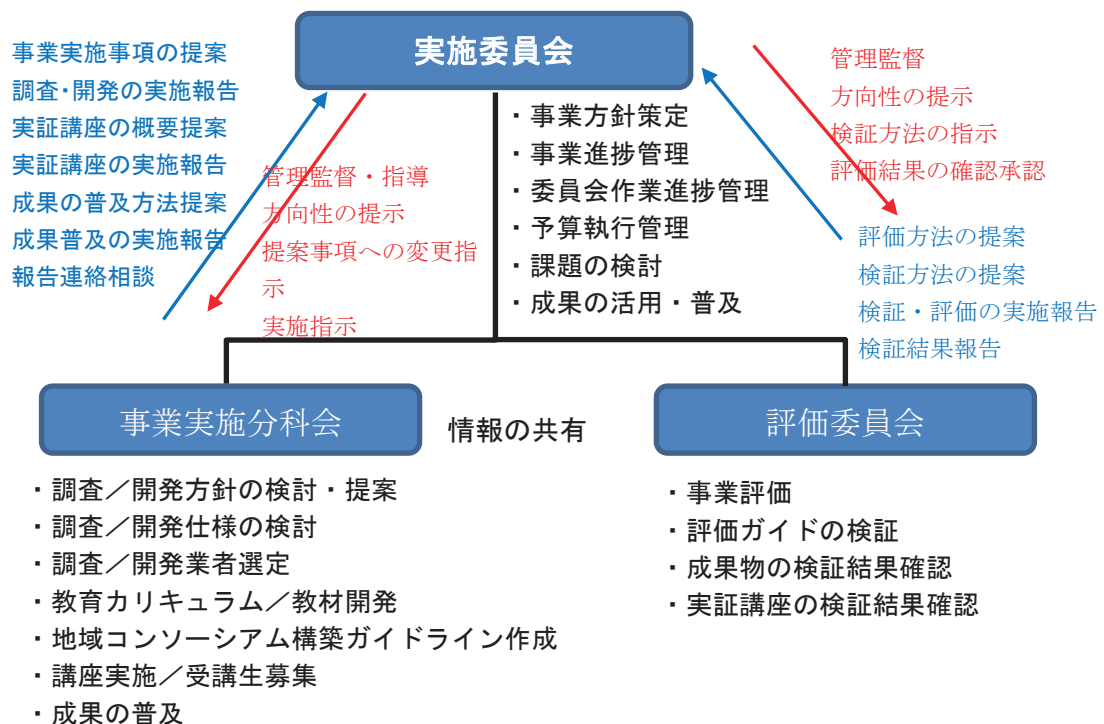 実施委員会
事業実施事項の提案
調査・開発の実施報告
実証講座の概要提案
実証講座の実施報告
成果の普及方法提案
成果普及の実施報告
報告連絡相談
管理監督・指導
方向性の提示
提案事項への変更指
示
実施指示
・事業方針策定
・事業進捗管理
・委員会作業進捗管理
・予算執行管理
・課題の検討
・成果の活用・普及
管理監督
方向性の提示
検証方法の指示
評価結果の確認承認
評価方法の提案
検証方法の提案
検証・評価の実施報告
検証結果報告
事業実施分科会
情報の共有
評価委員会
・調査／開発方針の検討・提案
・調査／開発仕様の検討
・調査／開発業者選定
・教育カリキュラム／教材開発
・地域コンソーシアム構築ガイドライン作成
・講座実施／受講生募集
・成果の普及
・事業評価
・評価ガイドの検証
・成果物の検証結果確認
・実証講座の検証結果確認